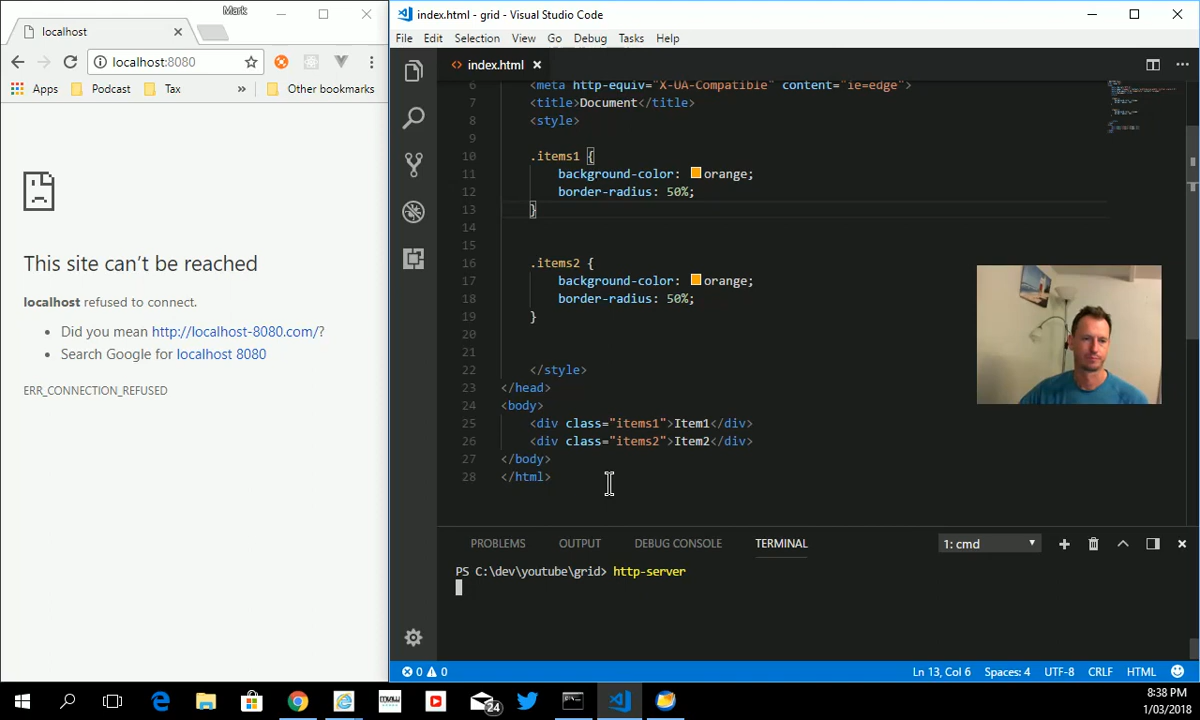 Mark
localhost
localhost:8080
Apps Podcast Tax » Other bookmarks
This site can't be reached
localhost refused to connect.
Did you mean http://localhost-8080.com/?
Search Google for localhost 8080
ERR_CONNECTION_REFUSED
index.html - grid - Visual Studio Code
File Edit Selection View Go Debug Tasks Help
<> index.html
6 <meta http-equiv="X-UA-Compatible" content="ie=edge">
7 <title>Document</title>
8 <style>
9
10 .items1 {
11 background-color: orange;
12 border-radius: 50%;
13 }
14
15
16 .items2 {
17 background-color: orange;
18 border-radius: 50%;
19 }
20
21
22 </style>
23 </head>
24 <body>
25 <div class="items1">Item1</div>
26 <div class="items2">Item2</div>
27 </body>
28 </html>
PROBLEMS OUTPUT DEBUG CONSOLE TERMINAL 1: cmd
PS C:\dev\youtube\grid> http-server
0 0 Ln 13, Col 6 Spaces: 4 UTF-8 CRLF HTML
24
8:38 PM
1/03/2018